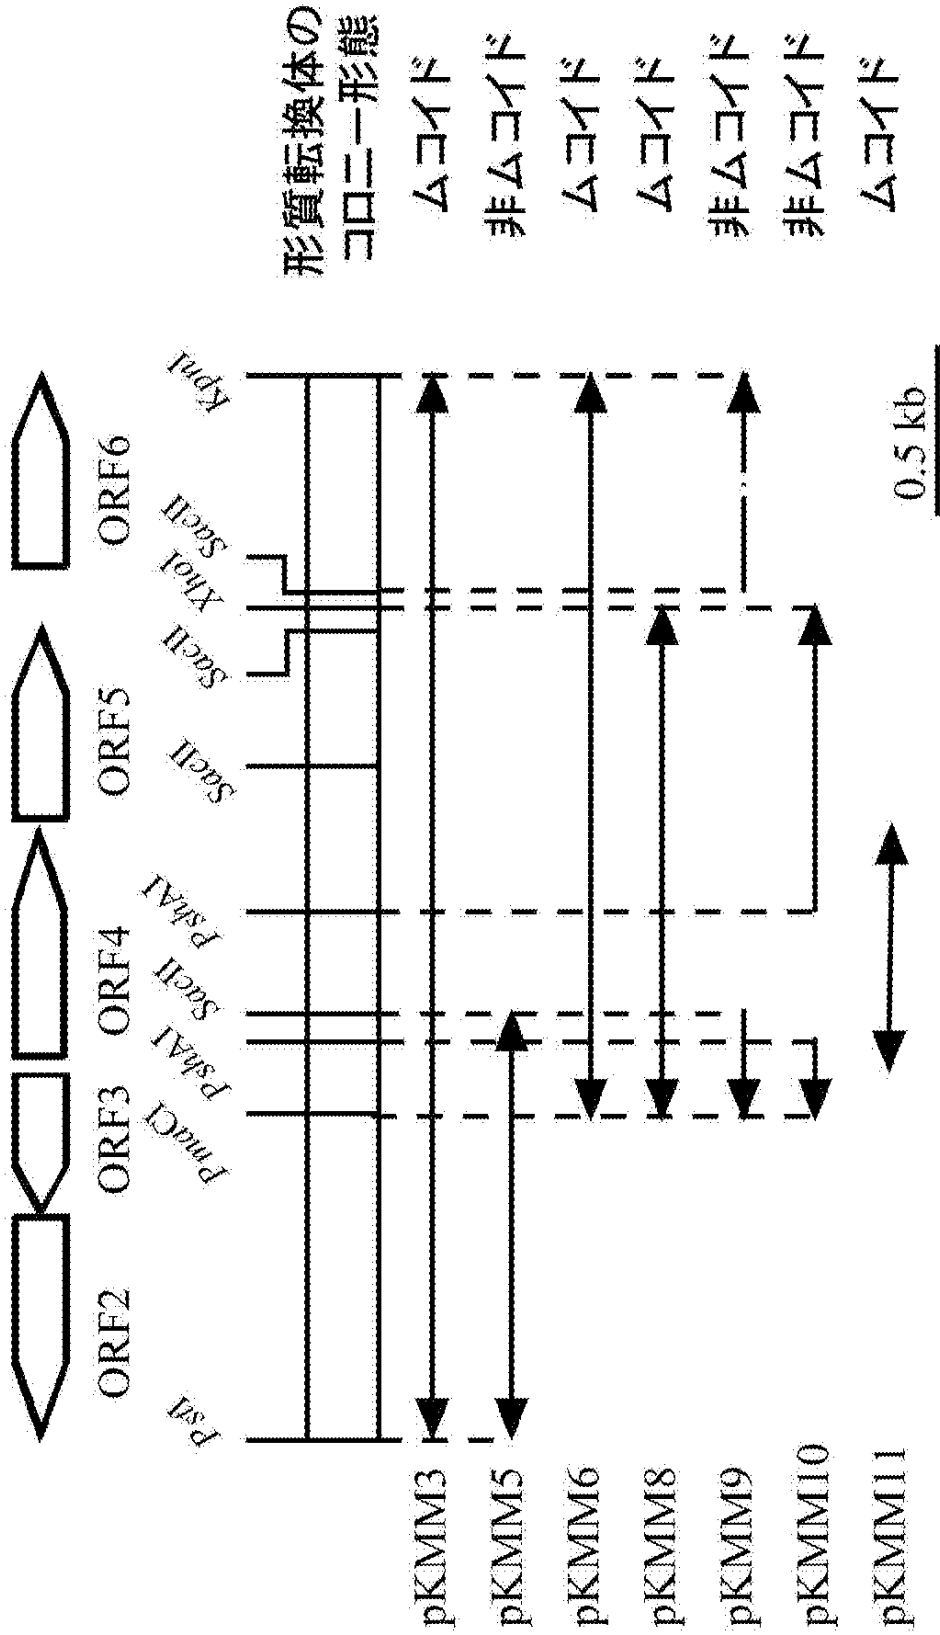 ORF2 ORF3 ORF4 ORF5 ORF6
PstI PmaCI PshAI SacII PshAI SacII SacII XhoI SacII KpnI
形質転換体の
コロニー形態
pKMM3 ムコイド
pKMM5 非ムコイド
pKMM6 ムコイド
pKMM8 ムコイド
pKMM9 非ムコイド
pKMM10 非ムコイド
pKMM11 ムコイド
0.5 kb